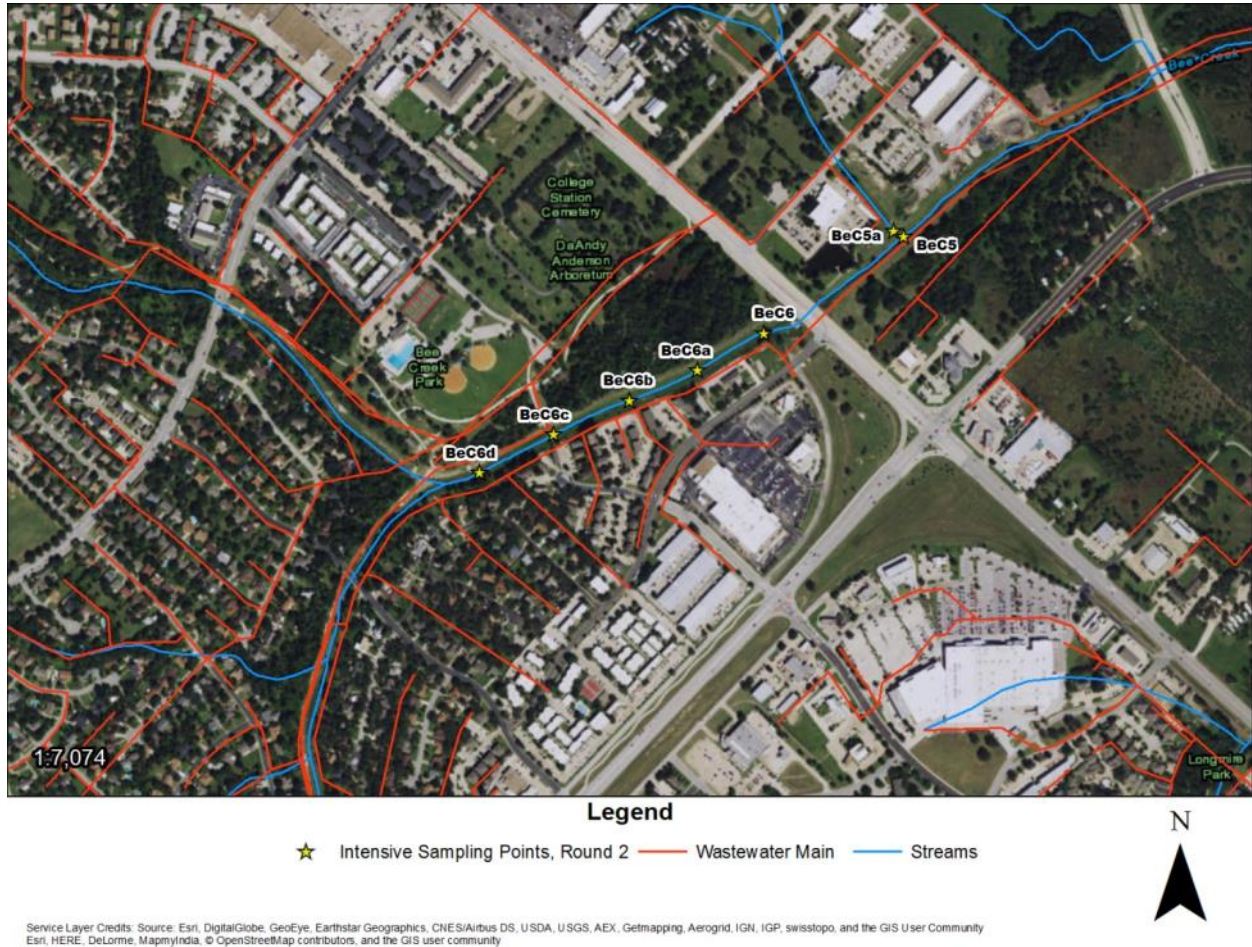 Bee Creek
College
Station
Cemetery
DaAndy
Anderson
Arboretum
BeC5a
BeC5
BeC6
BeC6a
Bee
Creek
Park
BeC6b
BeC6c
BeC6d
1:7,074
Longmire
Park
Legend
Intensive Sampling Points, Round 2
Wastewater Main
Streams
N
Service Layer Credits: Source: Esri, DigitalGlobe, GeoEye, Earthstar Geographics, CNES/Airbus DS, USDA, USGS, AEX, Getmapping, Aerogrid, IGN, IGP, swisstopo, and the GIS User Community
Esri, HERE, DeLorme, MapmyIndia, © OpenStreetMap contributors, and the GIS user community